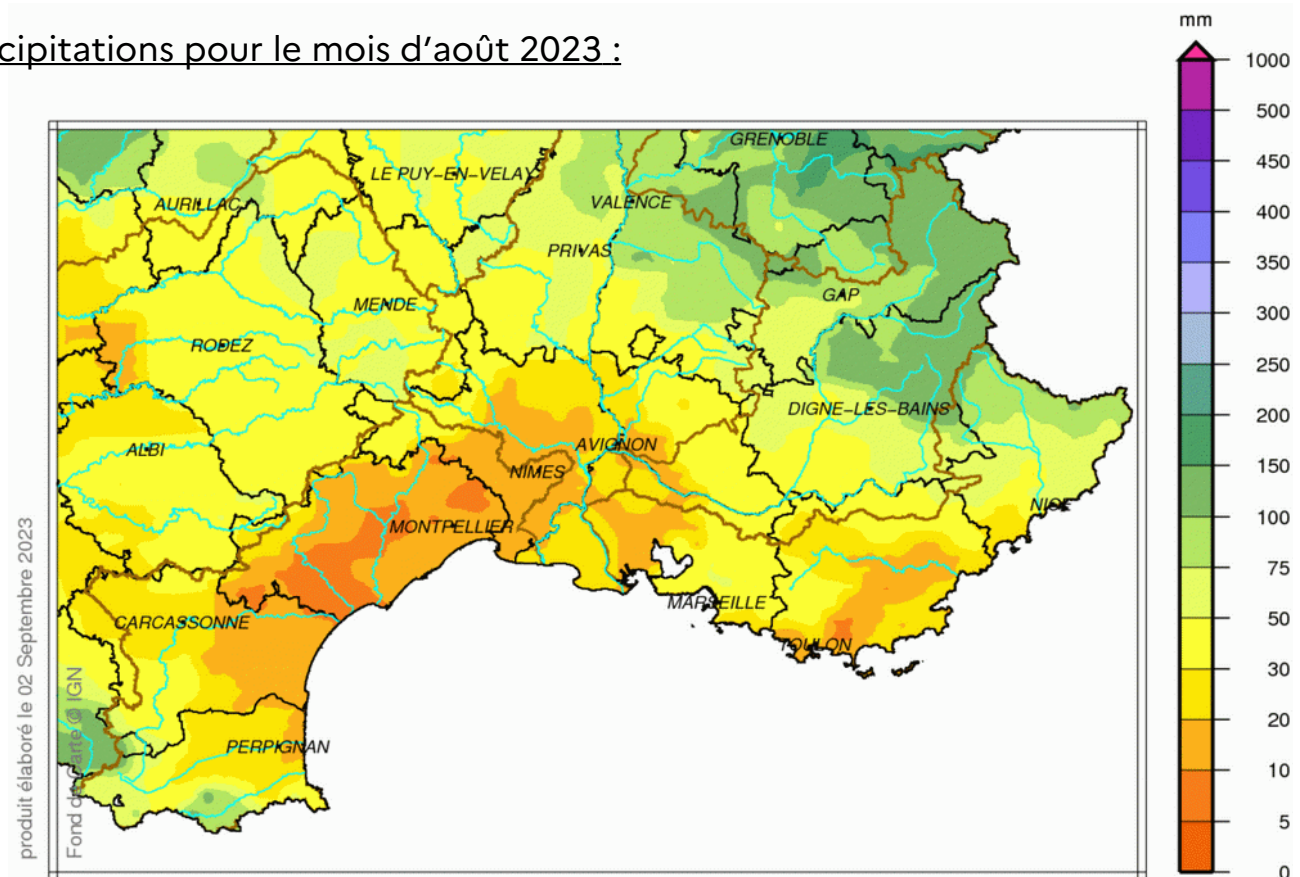 cipitations pour le mois d'août 2023 :
mm
1000
500
450
400
350
300
250
200
150
100
75
50
30
20
10
5
0
GRENOBLE
LE PUY-EN-VELAY
AURILLAC
VALENCE
PRIVAS
GAP
MENDE
RODEZ
DIGNE-LES-BAINS
AVIGNON
ALBI
NIMES
NICE
MONTPELLIER
MARSEILLE
CARCASSONNE
TOULON
PERPIGNAN
produit élaboré le 02 Septembre 2023
Fond de carte © IGN